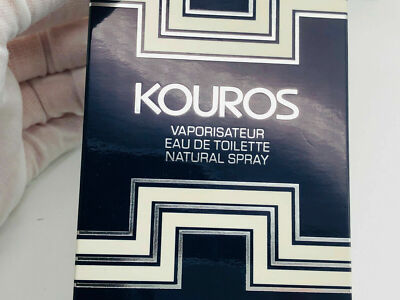 KOUROS
VAPORISATEUR
EAU DE TOILETTE
NATURAL SPRAY